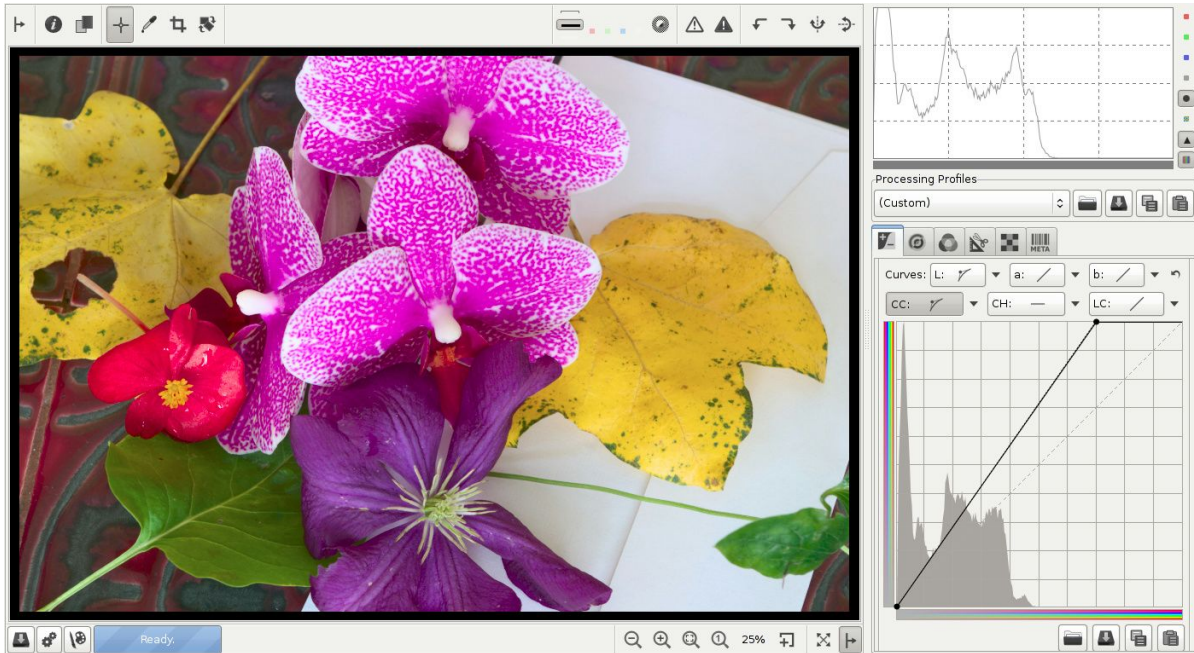 Processing Profiles
(Custom)
META
Curves: L: a: b:
CC: CH: LC:
Ready.
25%